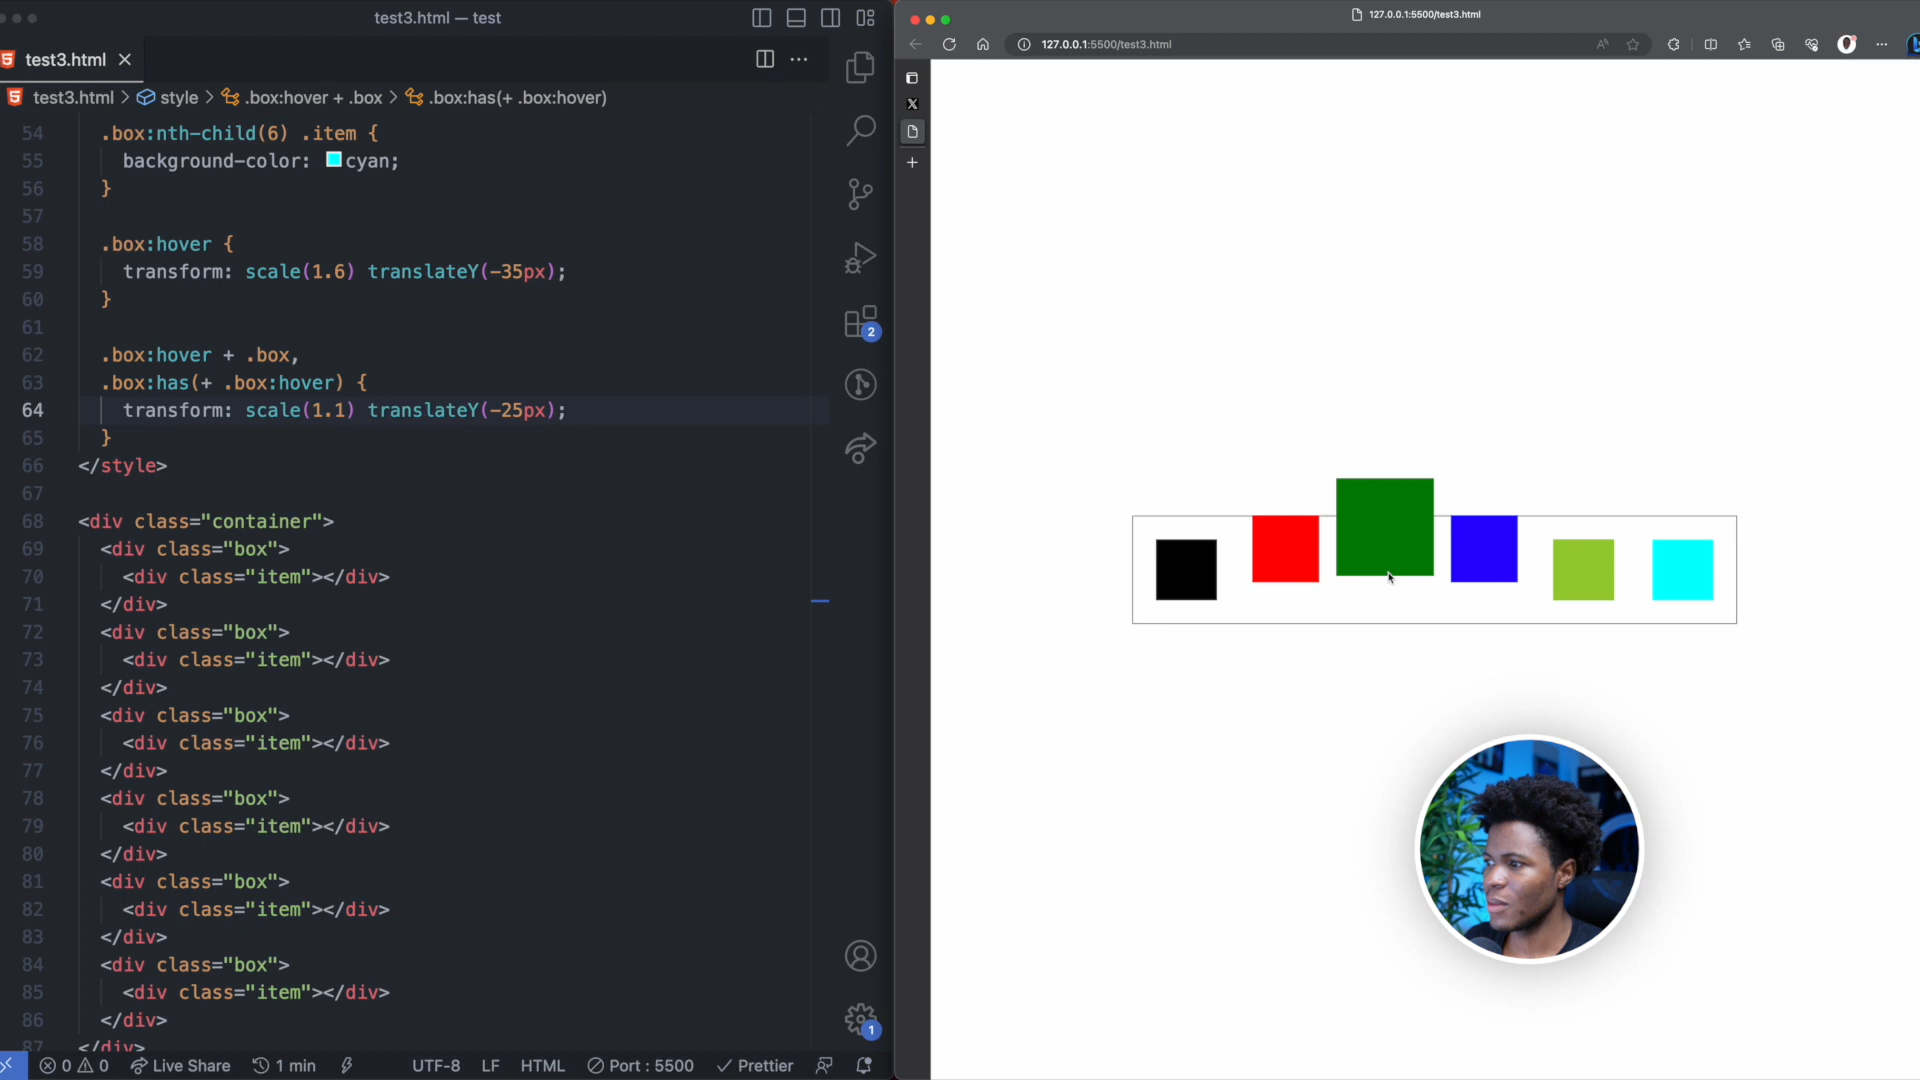 test3.html — test
test3.html
test3.html > style > .box:hover + .box > .box:has(+ .box:hover)
54 .box:nth-child(6) .item {
55 background-color: cyan;
56 }
57
58 .box:hover {
59 transform: scale(1.6) translateY(-35px);
60 }
61
62 .box:hover + .box,
63 .box:has(+ .box:hover) {
64 transform: scale(1.1) translateY(-25px);
65 }
66 </style>
67
68 <div class="container">
69 <div class="box">
70 <div class="item"></div>
71 </div>
72 <div class="box">
73 <div class="item"></div>
74 </div>
75 <div class="box">
76 <div class="item"></div>
77 </div>
78 <div class="box">
79 <div class="item"></div>
80 </div>
81 <div class="box">
82 <div class="item"></div>
83 </div>
84 <div class="box">
85 <div class="item"></div>
86 </div>
87 </div>
2
1
0 0 Live Share 1 min UTF-8 LF HTML Port : 5500 Prettier
127.0.0.1:5500/test3.html
127.0.0.1:5500/test3.html